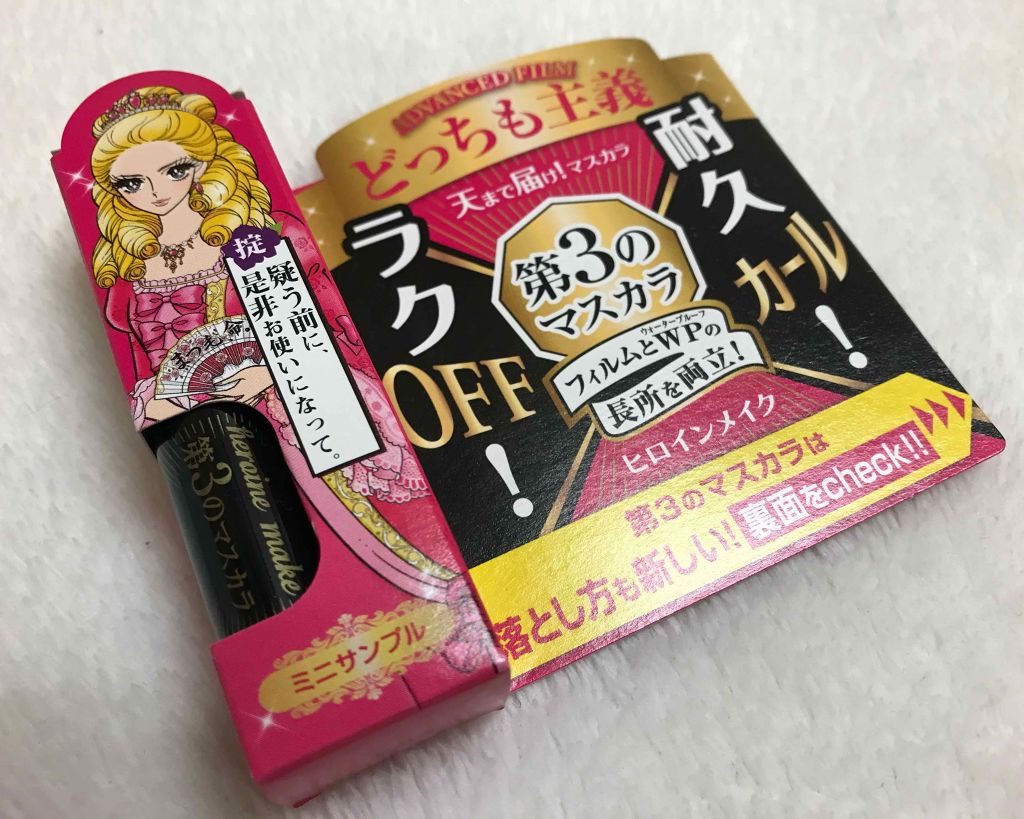 ADVANCED FILM
どっちも主義
天まで届け!マスカラ
ラク
OFF
!
耐久
カール
!
第3の
マスカラ
ウォータープルーフ
フィルムとWPの
長所を両立!
ヒロインメイク
第3のマスカラは
落とし方も新しい!裏面をcheck!!
掟
疑う前に、
是非お使いになって。
まつ毛命。
heroine make
第3のマスカラ
ミニサンプル